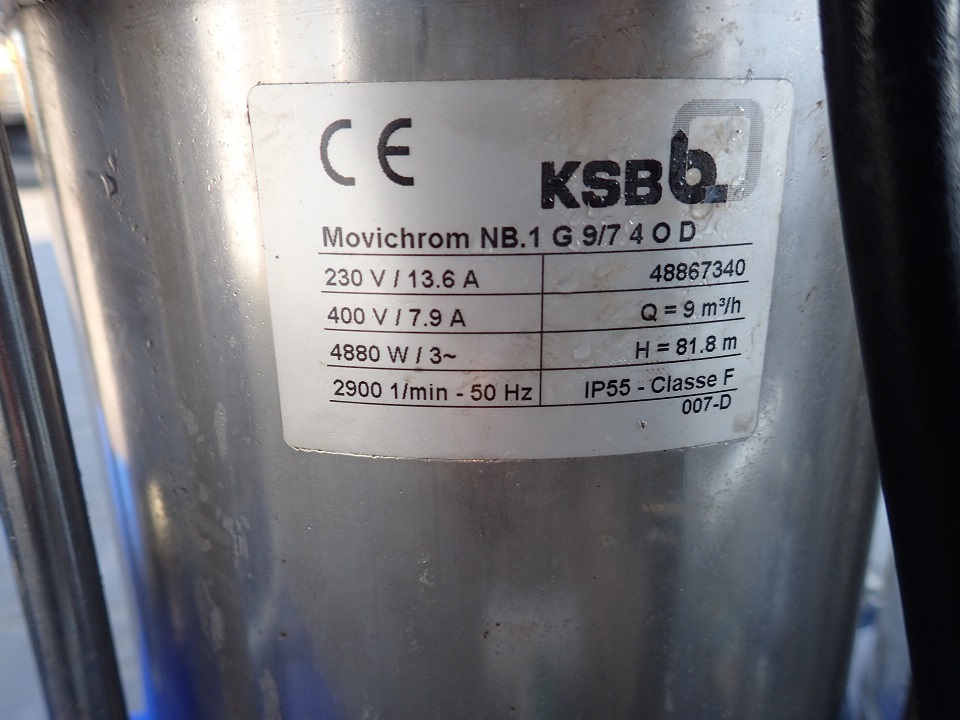 CE
KSB
Movichrom NB.1 G 9/7 4 O D
230 V / 13.6 A 48867340
400 V / 7.9 A Q = 9 m³/h
4880 W / 3~ H = 81.8 m
2900 1/min - 50 Hz IP55 - Classe F
007-D